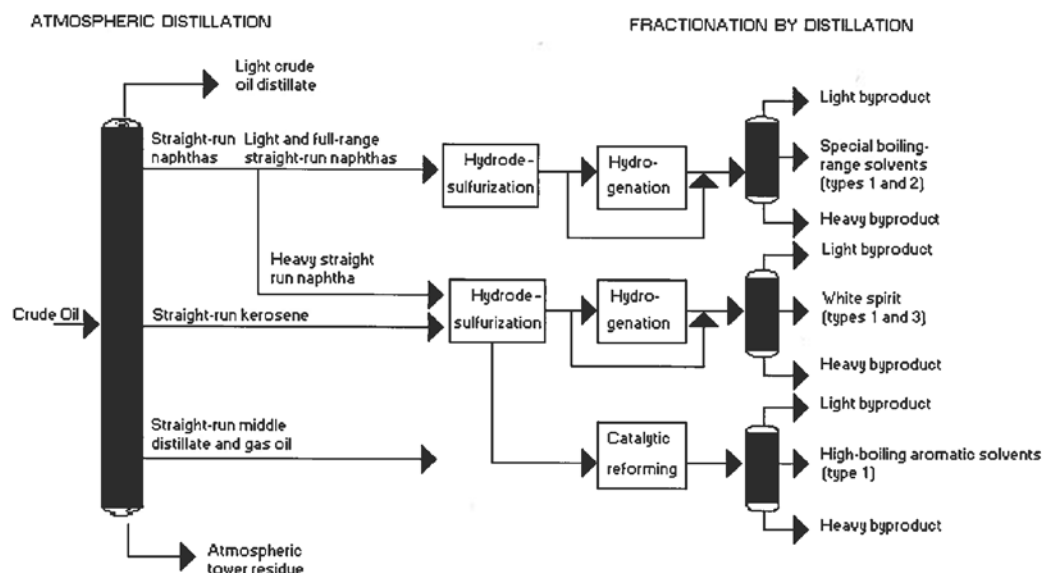 ATMOSPHERIC DISTILLATION
FRACTIONATION BY DISTILLATION
Light crude
oil distillate
Straight-run
naphthas
Light and full-range
straight-run naphthas
Hydrode-
sulfurization
Hydro-
genation
Light byproduct
Special boiling-
range solvents
(types 1 and 2)
Heavy byproduct
Heavy straight
run naphtha
Crude Oil
Straight-run kerosene
Hydrode-
sulfurization
Hydro-
genation
Light byproduct
White spirit
(types 1 and 3)
Heavy byproduct
Straight-run middle
distillate and gas oil
Catalytic
reforming
Light byproduct
High-boiling aromatic solvents
(type 1)
Heavy byproduct
Atmospheric
tower residue